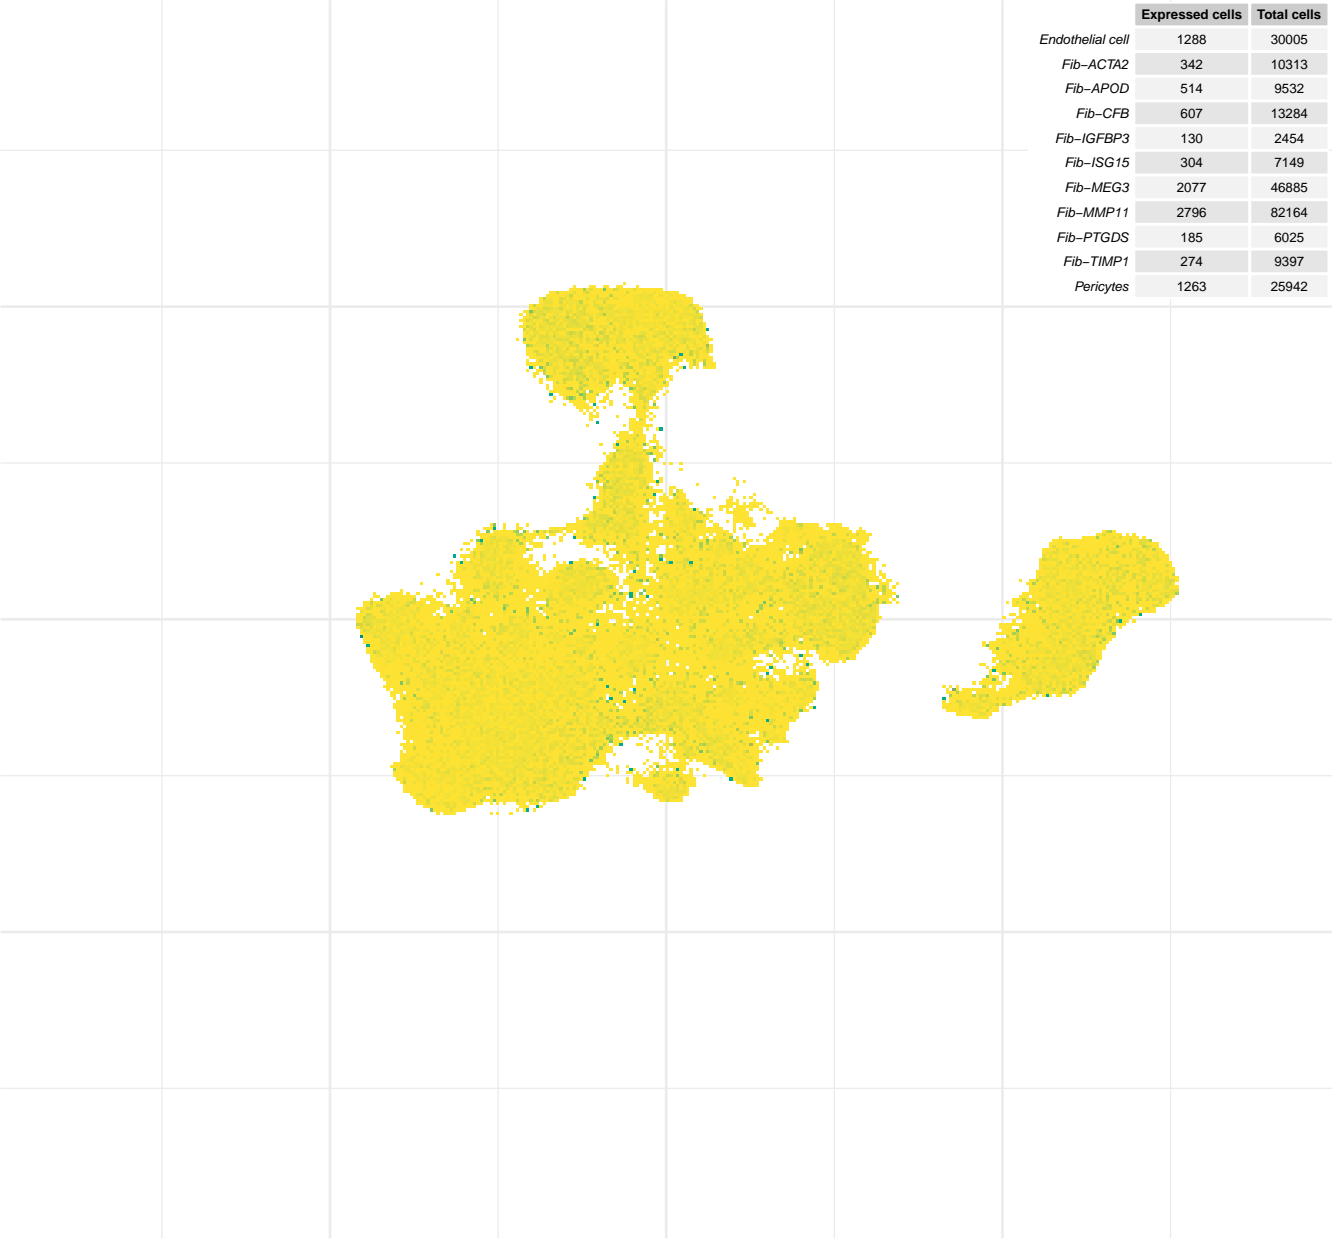 Expressed cells Total cells
Endothelial cell 1288 30005
Fib−ACTA2 342 10313
Fib−APOD 514 9532
Fib−CFB 607 13284
Fib−IGFBP3 130 2454
Fib−ISG15 304 7149
Fib−MEG3 2077 46885
Fib−MMP11 2796 82164
Fib−PTGDS 185 6025
Fib−TIMP1 274 9397
Pericytes 1263 25942